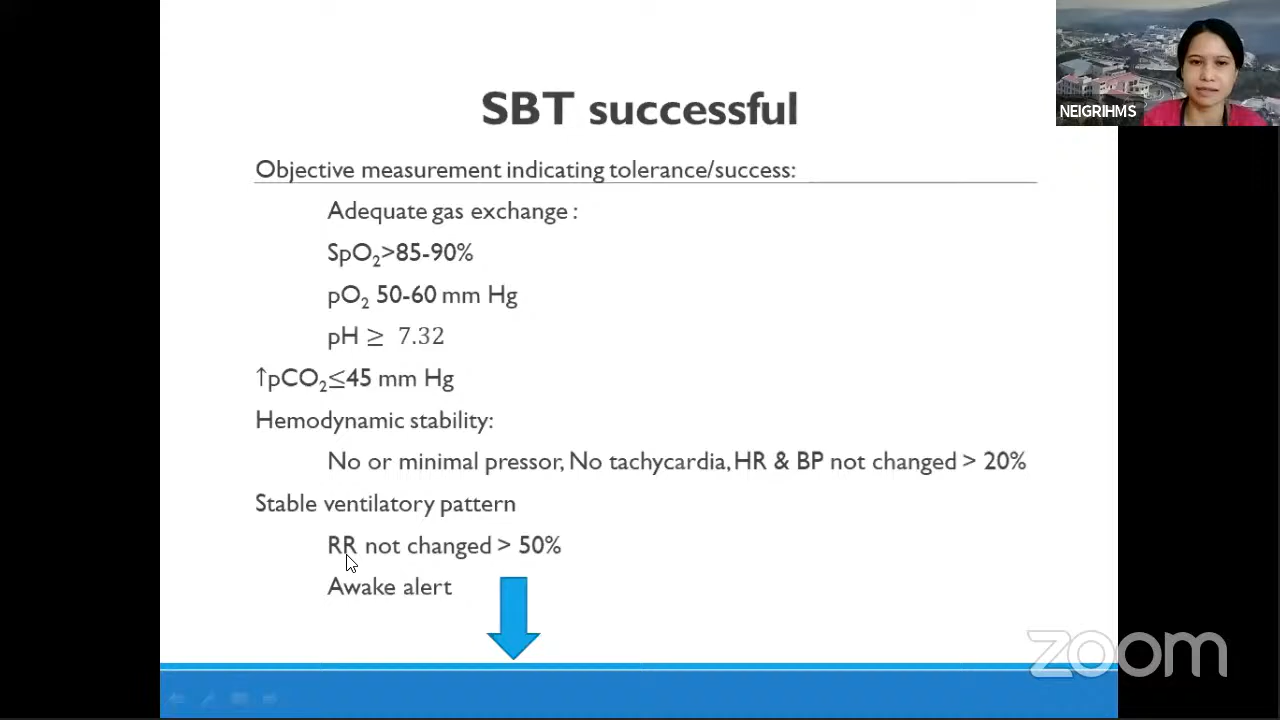 SBT successful
NEIGRIHMS
Objective measurement indicating tolerance/success:
Adequate gas exchange :
SpO₂>85-90%
pO₂ 50-60 mm Hg
pH ≥ 7.32
↑pCO₂≤45 mm Hg
Hemodynamic stability:
No or minimal pressor, No tachycardia, HR & BP not changed > 20%
Stable ventilatory pattern
RR not changed > 50%
Awake alert
zoom